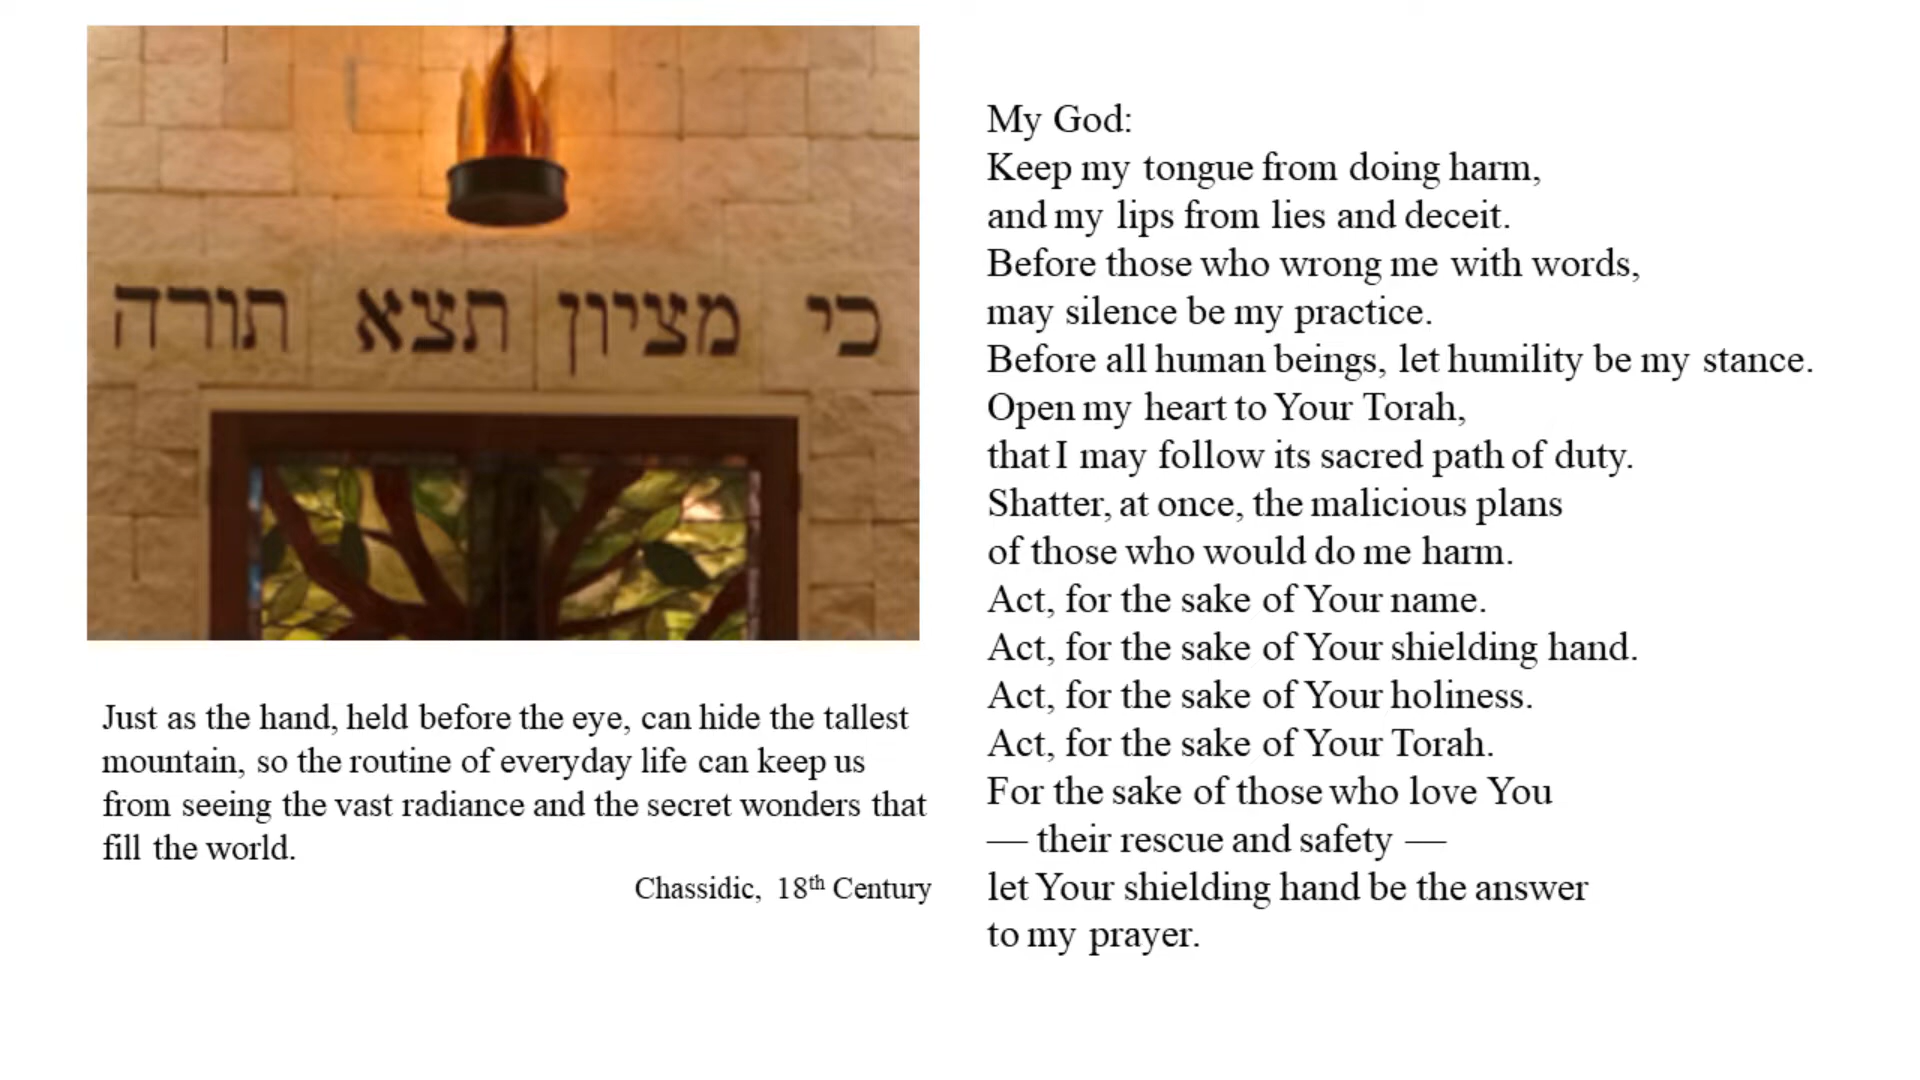 כי מציון תצא תורה
Just as the hand, held before the eye, can hide the tallest
mountain, so the routine of everyday life can keep us
from seeing the vast radiance and the secret wonders that
fill the world.
Chassidic, 18th Century
My God:
Keep my tongue from doing harm,
and my lips from lies and deceit.
Before those who wrong me with words,
may silence be my practice.
Before all human beings, let humility be my stance.
Open my heart to Your Torah,
that I may follow its sacred path of duty.
Shatter, at once, the malicious plans
of those who would do me harm.
Act, for the sake of Your name.
Act, for the sake of Your shielding hand.
Act, for the sake of Your holiness.
Act, for the sake of Your Torah.
For the sake of those who love You
— their rescue and safety —
let Your shielding hand be the answer
to my prayer.